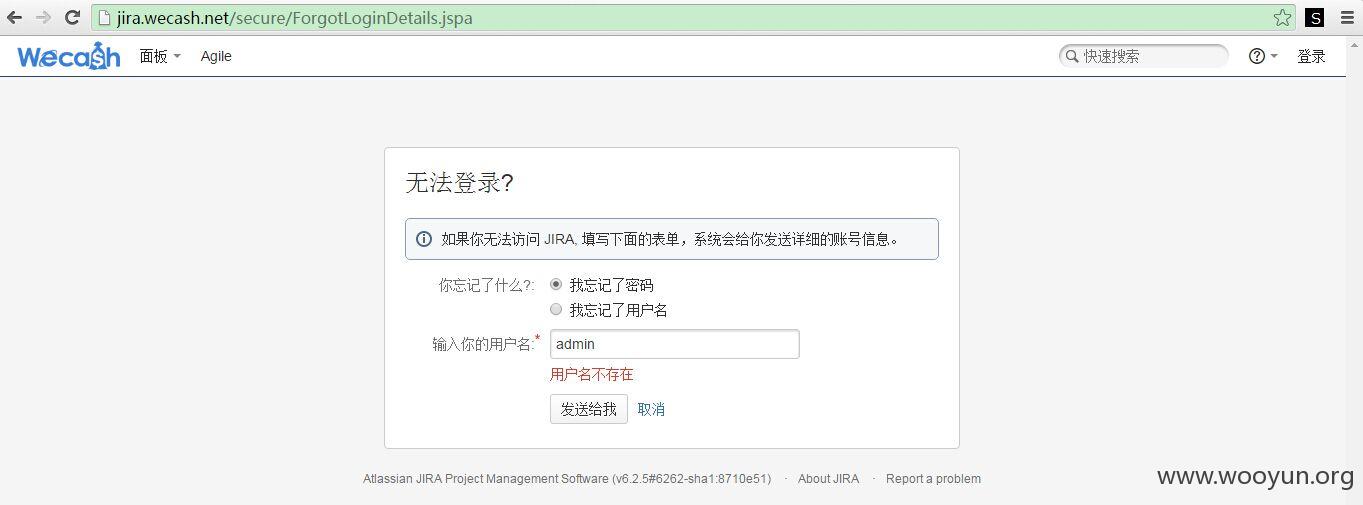 jira.wecash.net/secure/ForgotLoginDetails.jspa
S
Wecash 面板 Agile 快速搜索 登录
无法登录?
如果你无法访问 JIRA, 填写下面的表单，系统会给你发送详细的账号信息。
你忘记了什么?: 我忘记了密码
我忘记了用户名
输入你的用户名:* admin
用户名不存在
发送给我 取消
Atlassian JIRA Project Management Software (v6.2.5#6262-sha1:8710e51) · About JIRA · Report a problem
www.wooyun.org